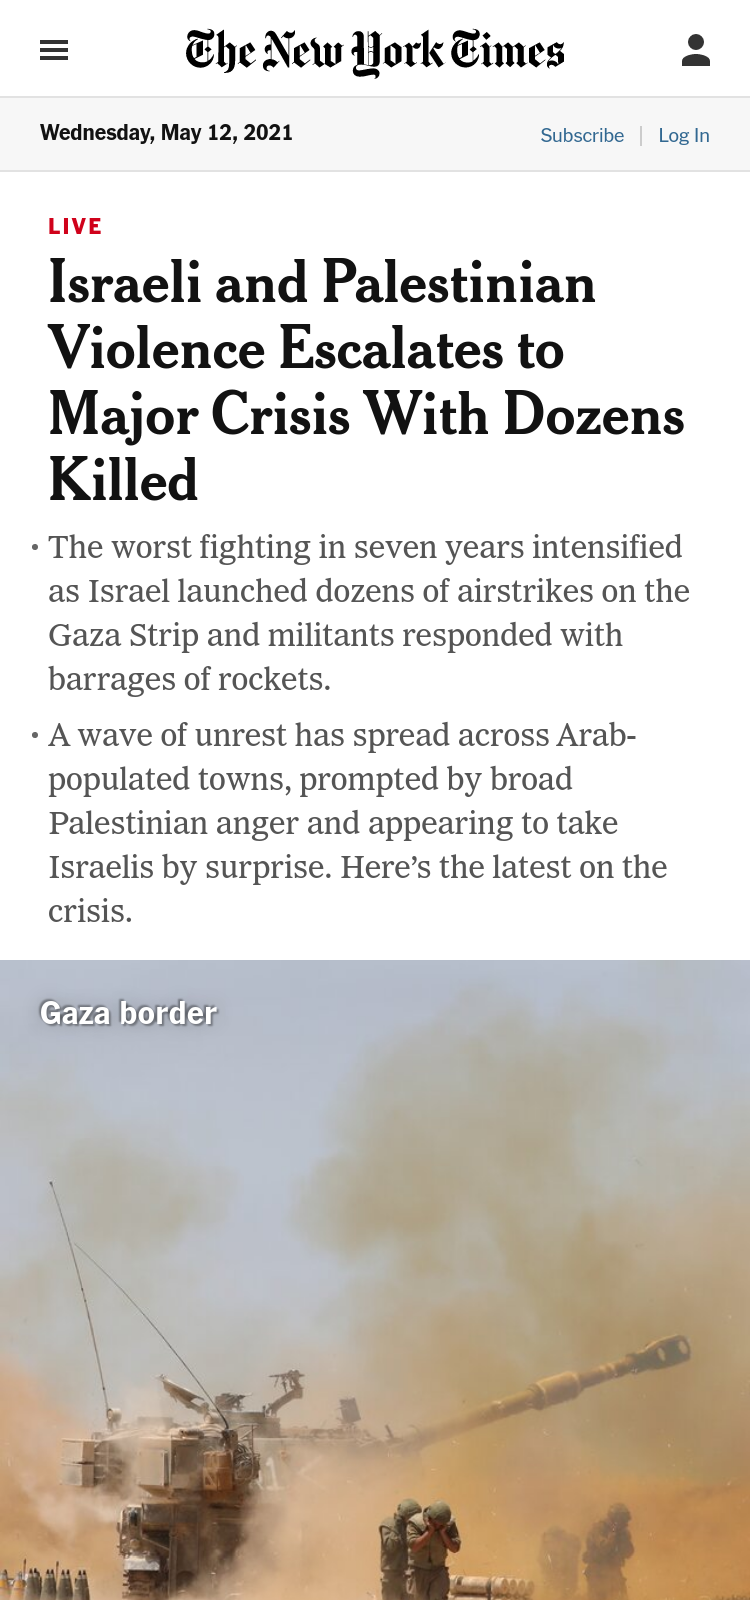 The New York Times
Wednesday, May 12, 2021
Subscribe | Log In
LIVE
Israeli and Palestinian
Violence Escalates to
Major Crisis With Dozens
Killed
• The worst fighting in seven years intensified
as Israel launched dozens of airstrikes on the
Gaza Strip and militants responded with
barrages of rockets.
• A wave of unrest has spread across Arab-
populated towns, prompted by broad
Palestinian anger and appearing to take
Israelis by surprise. Here’s the latest on the
crisis.
Gaza border